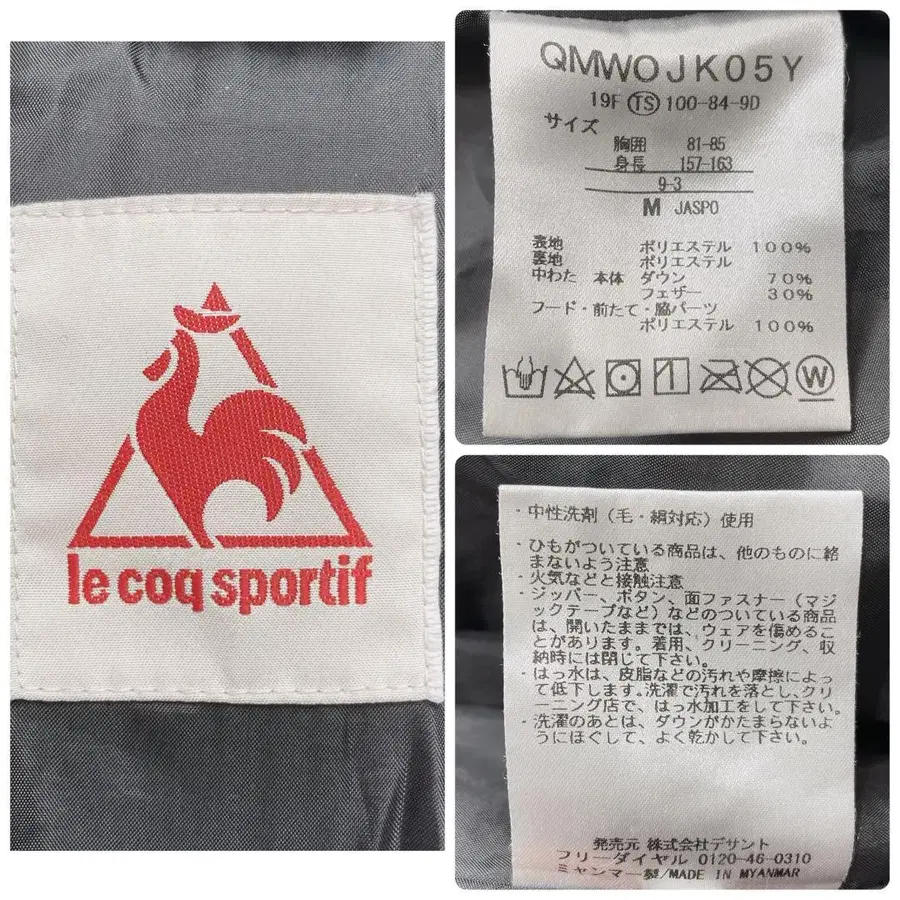 le coq sportif
QMWOJK05Y
19F TS 100-84-9D
サイズ
胸囲 81-85
身長 157-163
9-3
M JASPO
表地 ポリエステル 100%
裏地 ポリエステル
中わた 本体 ダウン 70%
フェザー 30%
フード・前たて・脇パーツ
ポリエステル 100%
W
・中性洗剤（毛・絹対応）使用
・ひもがついている商品は、他のものに絡
まないよう注意
・火気などと接触注意
・ジッパー、ボタン、面ファスナー（マジ
ックテープなど）などのついている商品
は、開いたままでは、ウェアを傷めるこ
とがあります。着用、クリーニング、収
納時には閉じて下さい。
・はっ水は、皮脂などの汚れや摩擦によっ
て低下します。洗濯で汚れを落とし、クリ
ーニング店で、はっ水加工をして下さい。
・洗濯のあとは、ダウンがかたまらないよ
うにほぐして、よく乾かして下さい。
発売元 株式会社デサント
フリーダイヤル 0120-46-0310
ミャンマー製/MADE IN MYANMAR